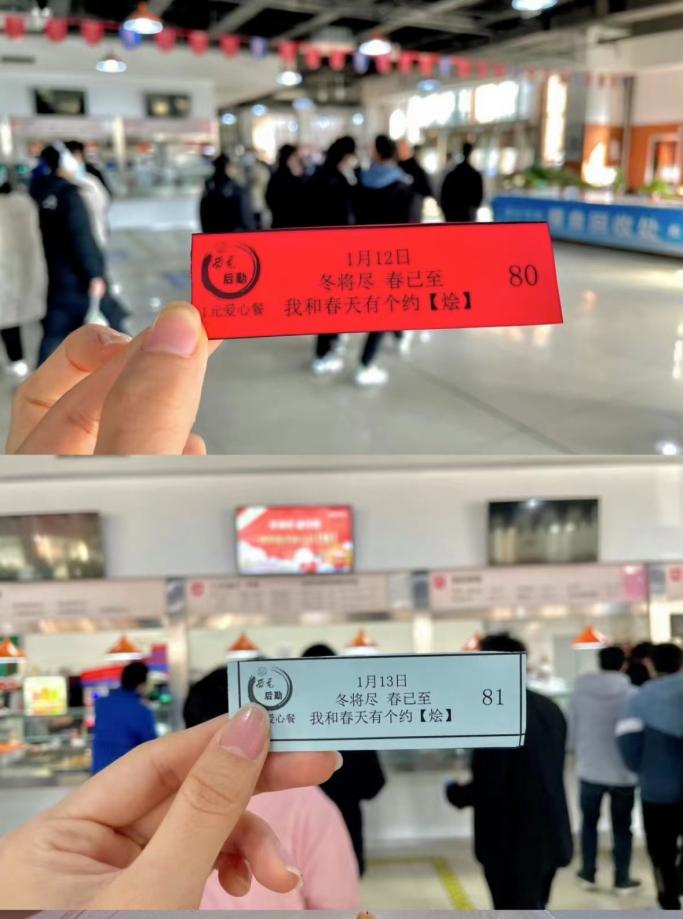 后勤
1元爱心餐
1月12日
冬将尽 春已至
我和春天有个约【烩】
80
后勤
爱心餐
1月13日
冬将尽 春已至
我和春天有个约【烩】
81